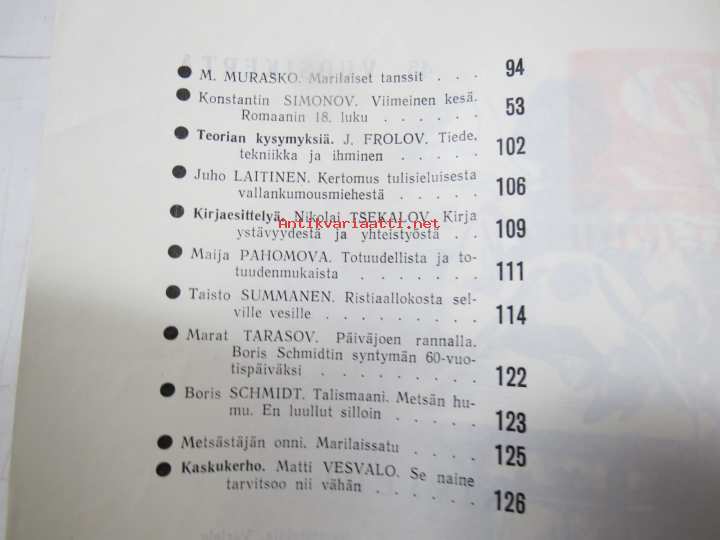 M. MURASKO. Marilaiset tanssit . . . 94
Konstantin SIMONOV. Viimeinen kesä.
Romaanin 18. luku . . . . . . 53
Teorian kysymyksiä. J. FROLOV. Tiede,
tekniikka ja ihminen . . . . . 102
Juho LAITINEN. Kertomus tulisieluisesta
vallankumousmiehestä . . . . . 106
Kirjaesittelyä. Nikolai TSEKALOV. Kirja
ystävyydestä ja yhteistyöstä . . 109
Antikvariaatti.net
Maija PAHOMOVA. Totuudellista ja to-
tuudenmukaista . . . . . . . 111
Taisto SUMMANEN. Ristiaallokosta sel-
ville vesille . . . . . . . . . 114
Marat TARASOV. Päiväjoen rannalla.
Boris Schmidtin syntymän 60-vuo-
tispäiväksi . . . . . . . . 122
Boris SCHMIDT. Talismaani. Metsän hu-
mu. En luullut silloin . . . . . 123
Metsästäjän onni. Marilaissatu . . . . 125
Kaskukerho. Matti VESVALO. Se naine
tarvitsoo nii vähän . . . . . . 126